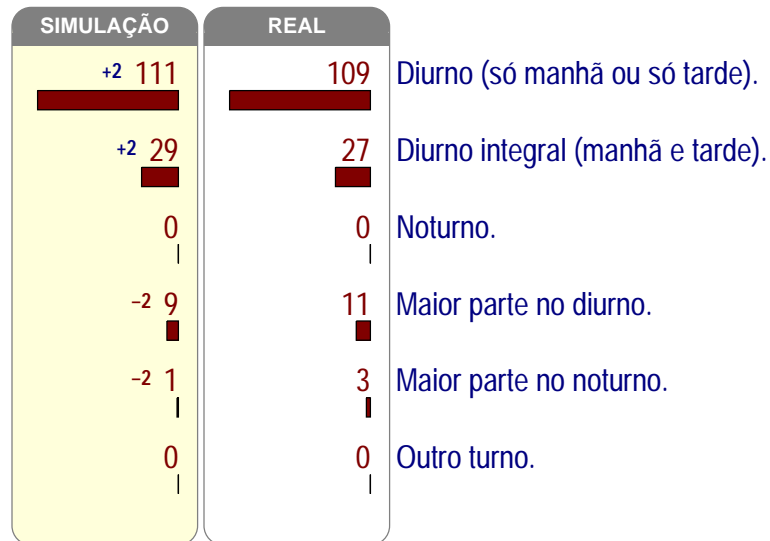 SIMULAÇÃO REAL
+2 111 109 Diurno (só manhã ou só tarde).
+2 29 27 Diurno integral (manhã e tarde).
0 0 Noturno.
−2 9 11 Maior parte no diurno.
−2 1 3 Maior parte no noturno.
0 0 Outro turno.